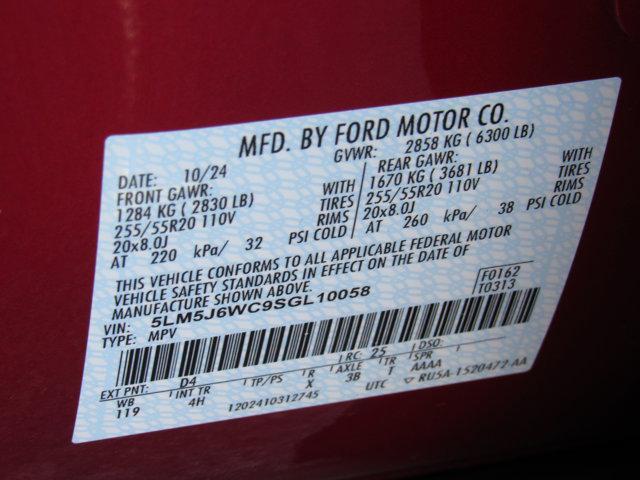 MFD. BY FORD MOTOR CO.
DATE: 10/24 GVWR: 2858 KG ( 6300 LB)
FRONT GAWR: REAR GAWR:
1284 KG ( 2830 LB) WITH 1670 KG ( 3681 LB) WITH
255/55R20 110V TIRES 255/55R20 110V TIRES
20x8.0J RIMS 20x8.0J RIMS
AT 220 kPa/ 32 PSI COLD AT 260 kPa/ 38 PSI COLD
THIS VEHICLE CONFORMS TO ALL APPLICABLE FEDERAL MOTOR
VEHICLE SAFETY STANDARDS IN EFFECT ON THE DATE OF
MANUFACTURE SHOWN ABOVE.
VIN: 5LM5J6WC9SGL10058 F0162
TYPE: MPV T0313
EXT PNT: D4 RC: 25 DSO:
WB INT TR TP/PS R AXLE TR SPR
119 4H X 3B T AAAM
1202410312745 UTC RU5A-1520472-AA